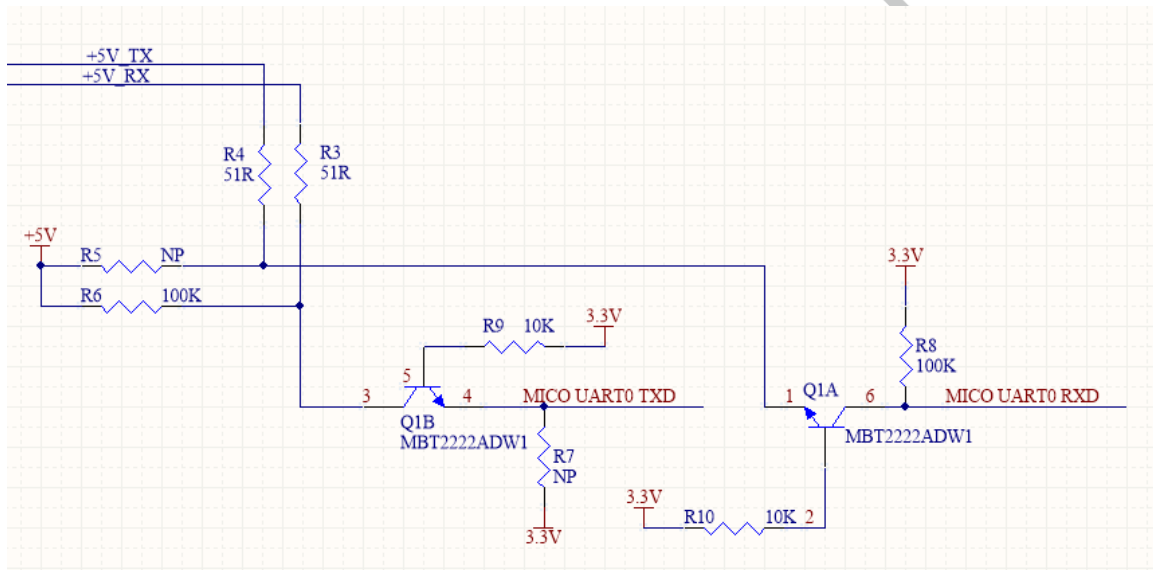 +5V_TX
+5V_RX
R4
51R
R3
51R
+5V
R5 NP
R6 100K
3.3V
R9 10K
3.3V
R8
100K
5
3
4
MICO UART0 TXD
Q1B
MBT2222ADW1
R7
NP
3.3V
1
Q1A
6
MICO UART0 RXD
MBT2222ADW1
3.3V
R10 10K 2